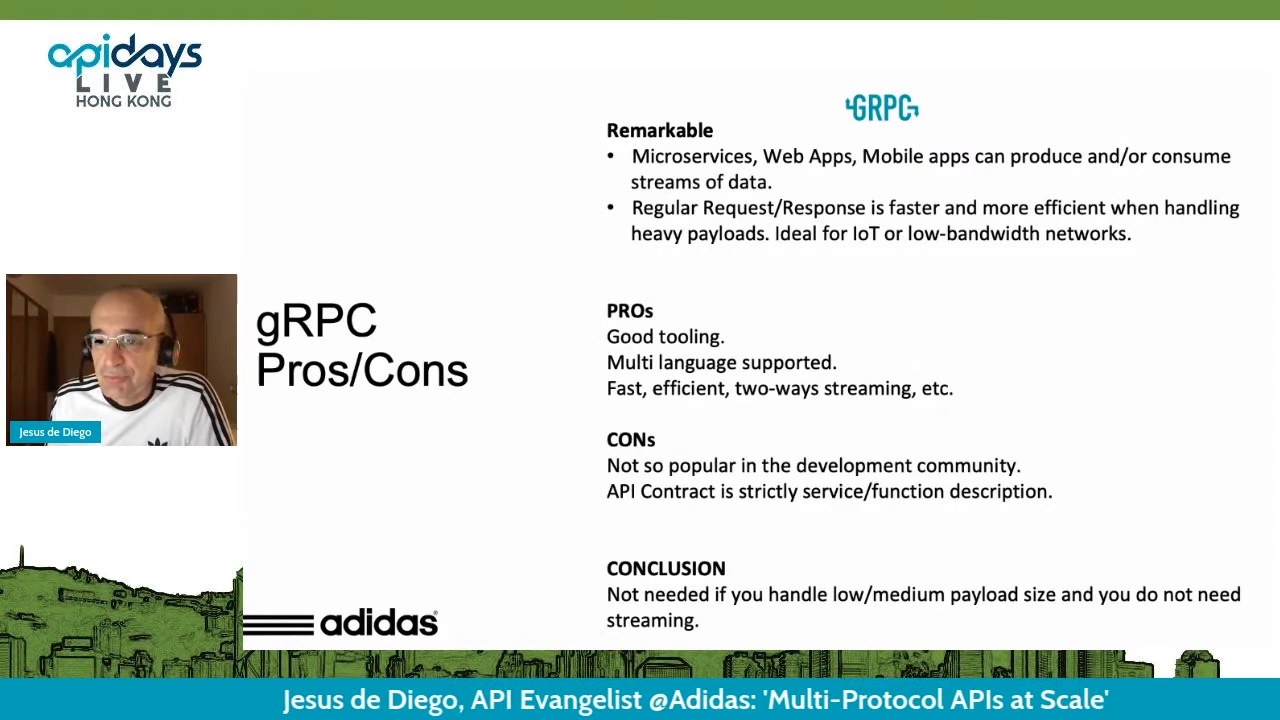 apidays
LIVE
HONG KONG
GRPC
Remarkable
• Microservices, Web Apps, Mobile apps can produce and/or consume
streams of data.
• Regular Request/Response is faster and more efficient when handling
heavy payloads. Ideal for IoT or low-bandwidth networks.
gRPC
Pros/Cons
PROs
Good tooling.
Multi language supported.
Fast, efficient, two-ways streaming, etc.
CONs
Not so popular in the development community.
API Contract is strictly service/function description.
CONCLUSION
Not needed if you handle low/medium payload size and you do not need
streaming.
Jesus de Diego
adidas®
Jesus de Diego, API Evangelist @Adidas: 'Multi-Protocol APIs at Scale'